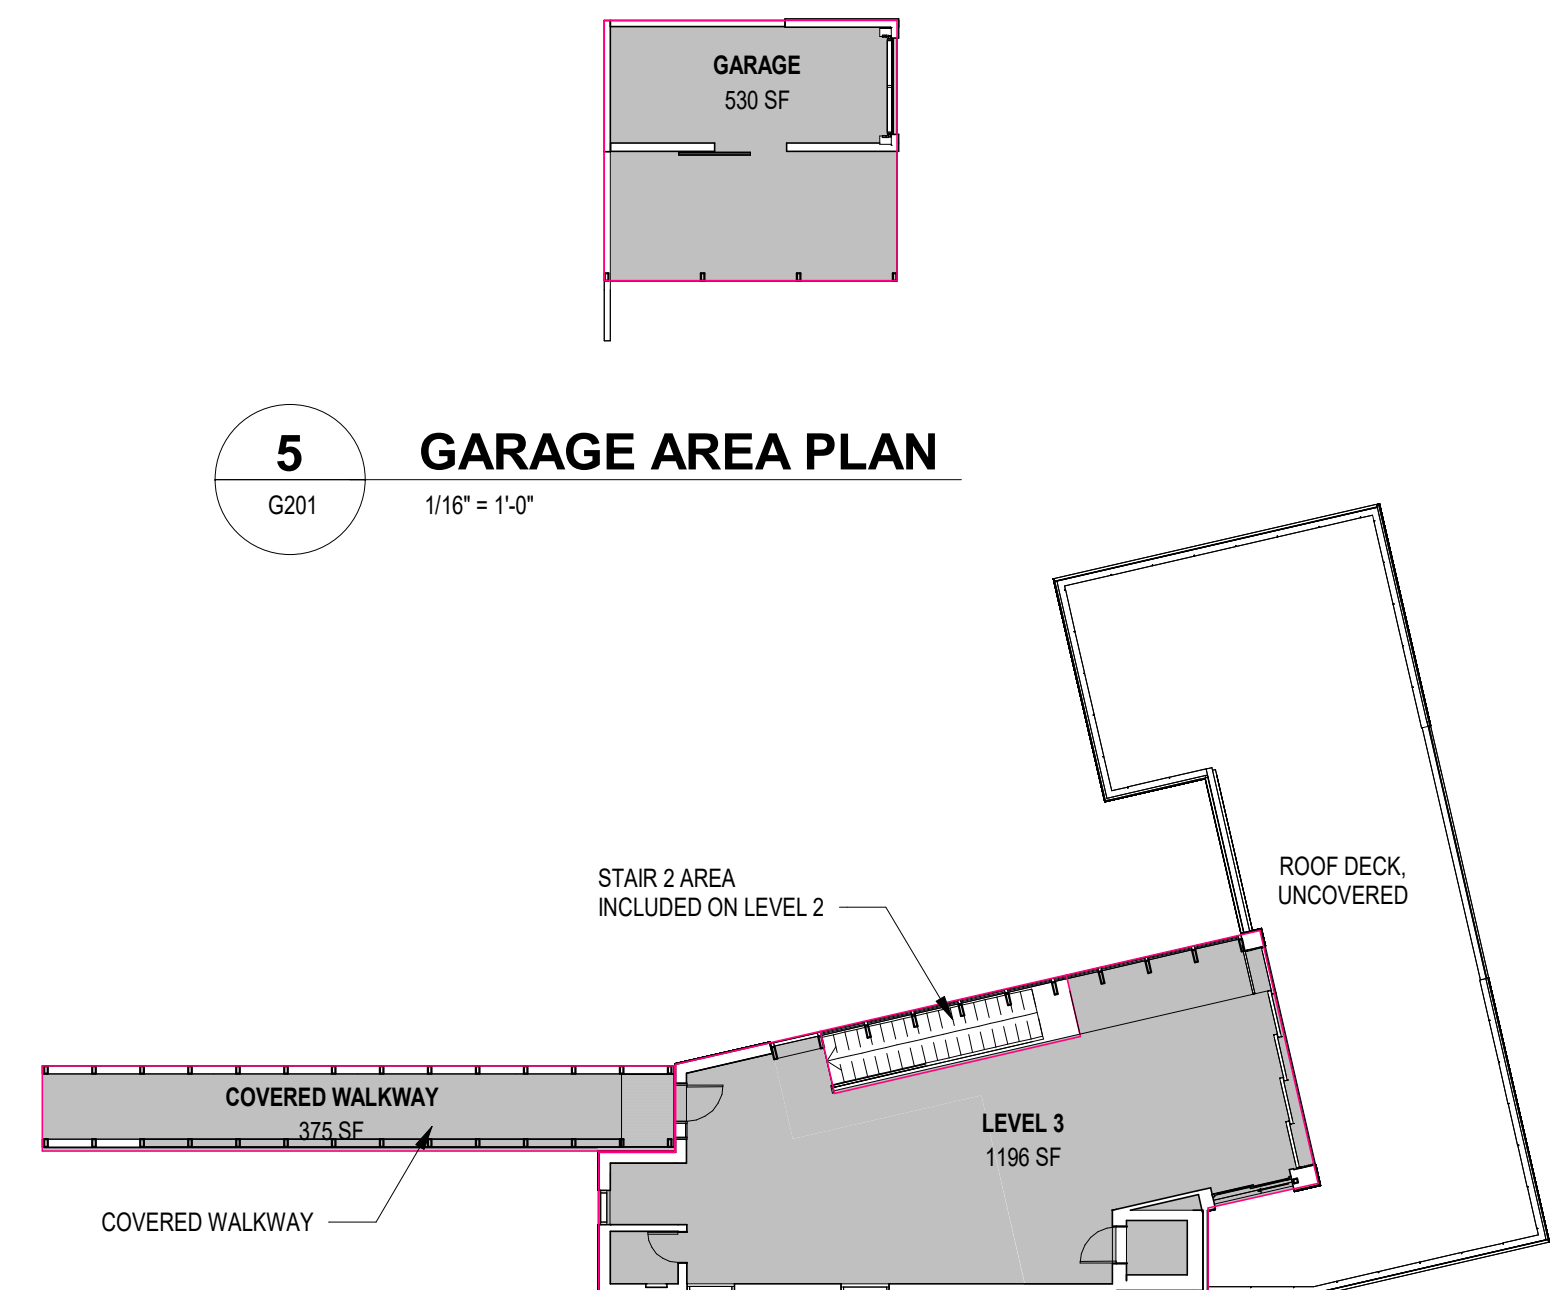 GARAGE
530 SF
5
GARAGE AREA PLAN
G201
1/16" = 1'-0"
STAIR 2 AREA
INCLUDED ON LEVEL 2
ROOF DECK,
UNCOVERED
COVERED WALKWAY
375 SF
LEVEL 3
1196 SF
COVERED WALKWAY